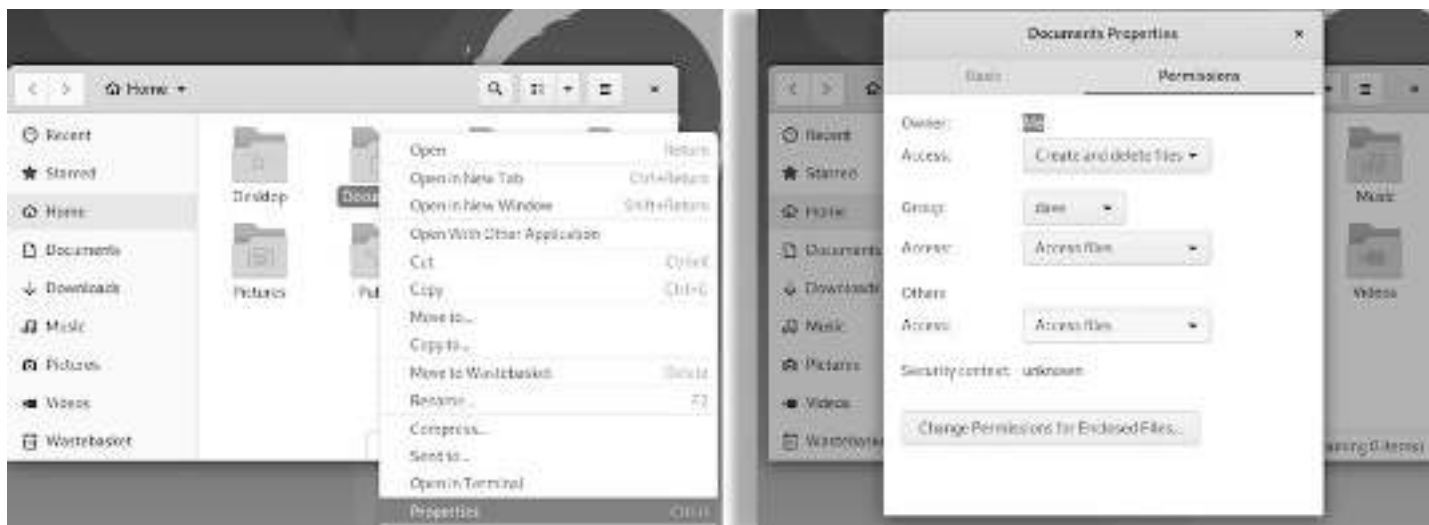 Home
Recent
Starred
Home
Documents
Downloads
Music
Pictures
Videos
Wastebasket
Desktop
Pictures
Open Return
Open in New Tab Ctrl+Return
Open in New Window Shift+Return
Open With Other Application
Cut Ctrl+X
Copy Ctrl+C
Move to…
Copy to…
Move to Wastebasket Delete
Rename… F2
Compress…
Send to…
Open in Terminal
Properties Ctrl+I
Documents Properties
Basic Permissions
Owner: Me
Access: Create and delete files
Group: dave
Access: Access files
Others
Access: Access files
Security context: unknown
Change Permissions for Enclosed Files…
Recent
Starred
Home
Documents
Downloads
Music
Pictures
Videos
Music
Videos